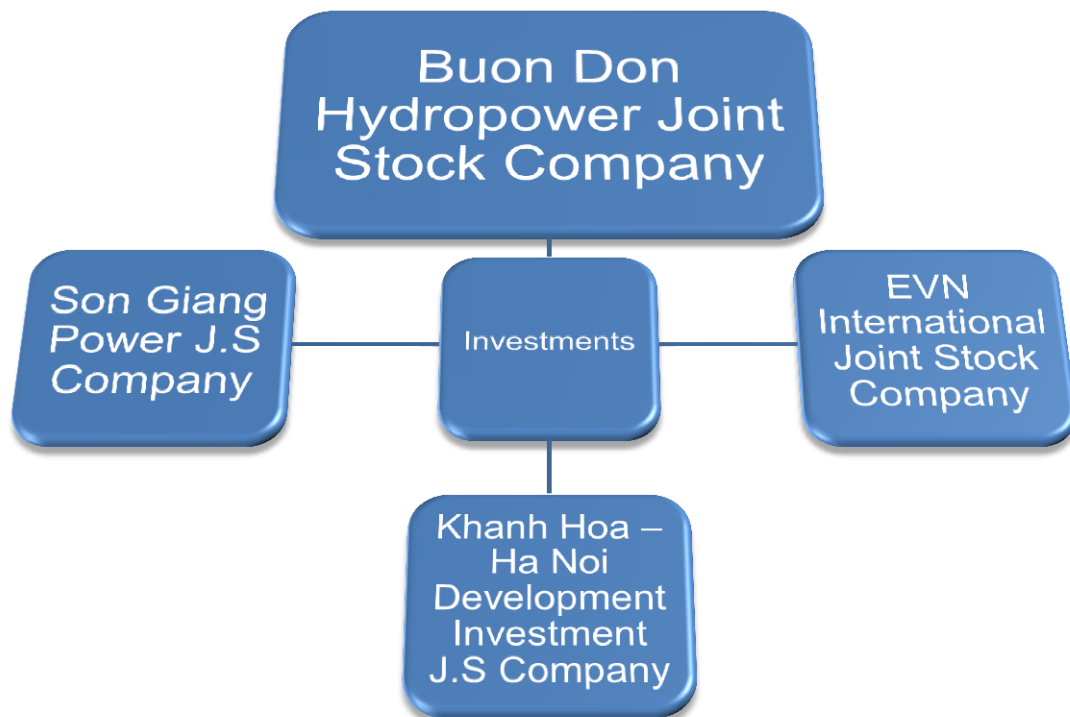 Buon Don
Hydropower Joint
Stock Company
Son Giang
Power J.S
Company
Investments
EVN
International
Joint Stock
Company
Khanh Hoa –
Ha Noi
Development
Investment
J.S Company